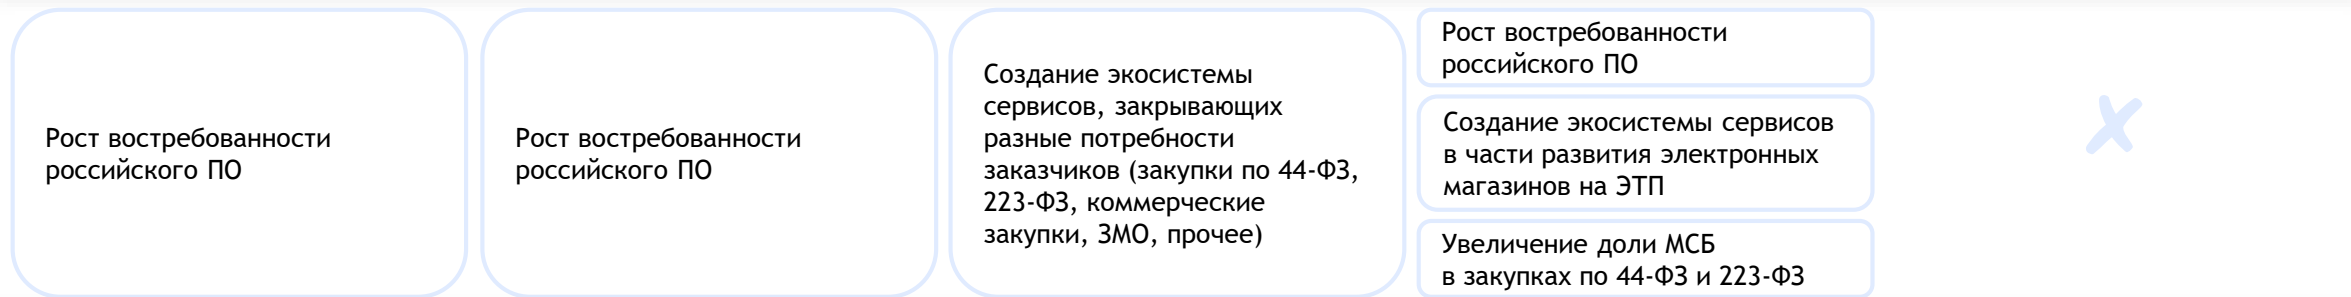 Рост востребованности
российского ПО
Рост востребованности
российского ПО
Создание экосистемы
сервисов, закрывающих
разные потребности
заказчиков (закупки по 44-ФЗ,
223-ФЗ, коммерческие
закупки, ЗМО, прочее)
Рост востребованности
российского ПО
Создание экосистемы сервисов
в части развития электронных
магазинов на ЭТП
Увеличение доли МСБ
в закупках по 44-ФЗ и 223-ФЗ